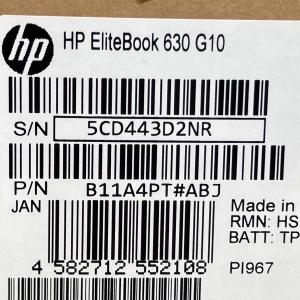 hp HP EliteBook 630 G10
S/N 5CD443D2NR
P/N B11A4PT#ABJ
JAN
Made in
RMN: HS
BATT: TP
4 582712 552108 PI967